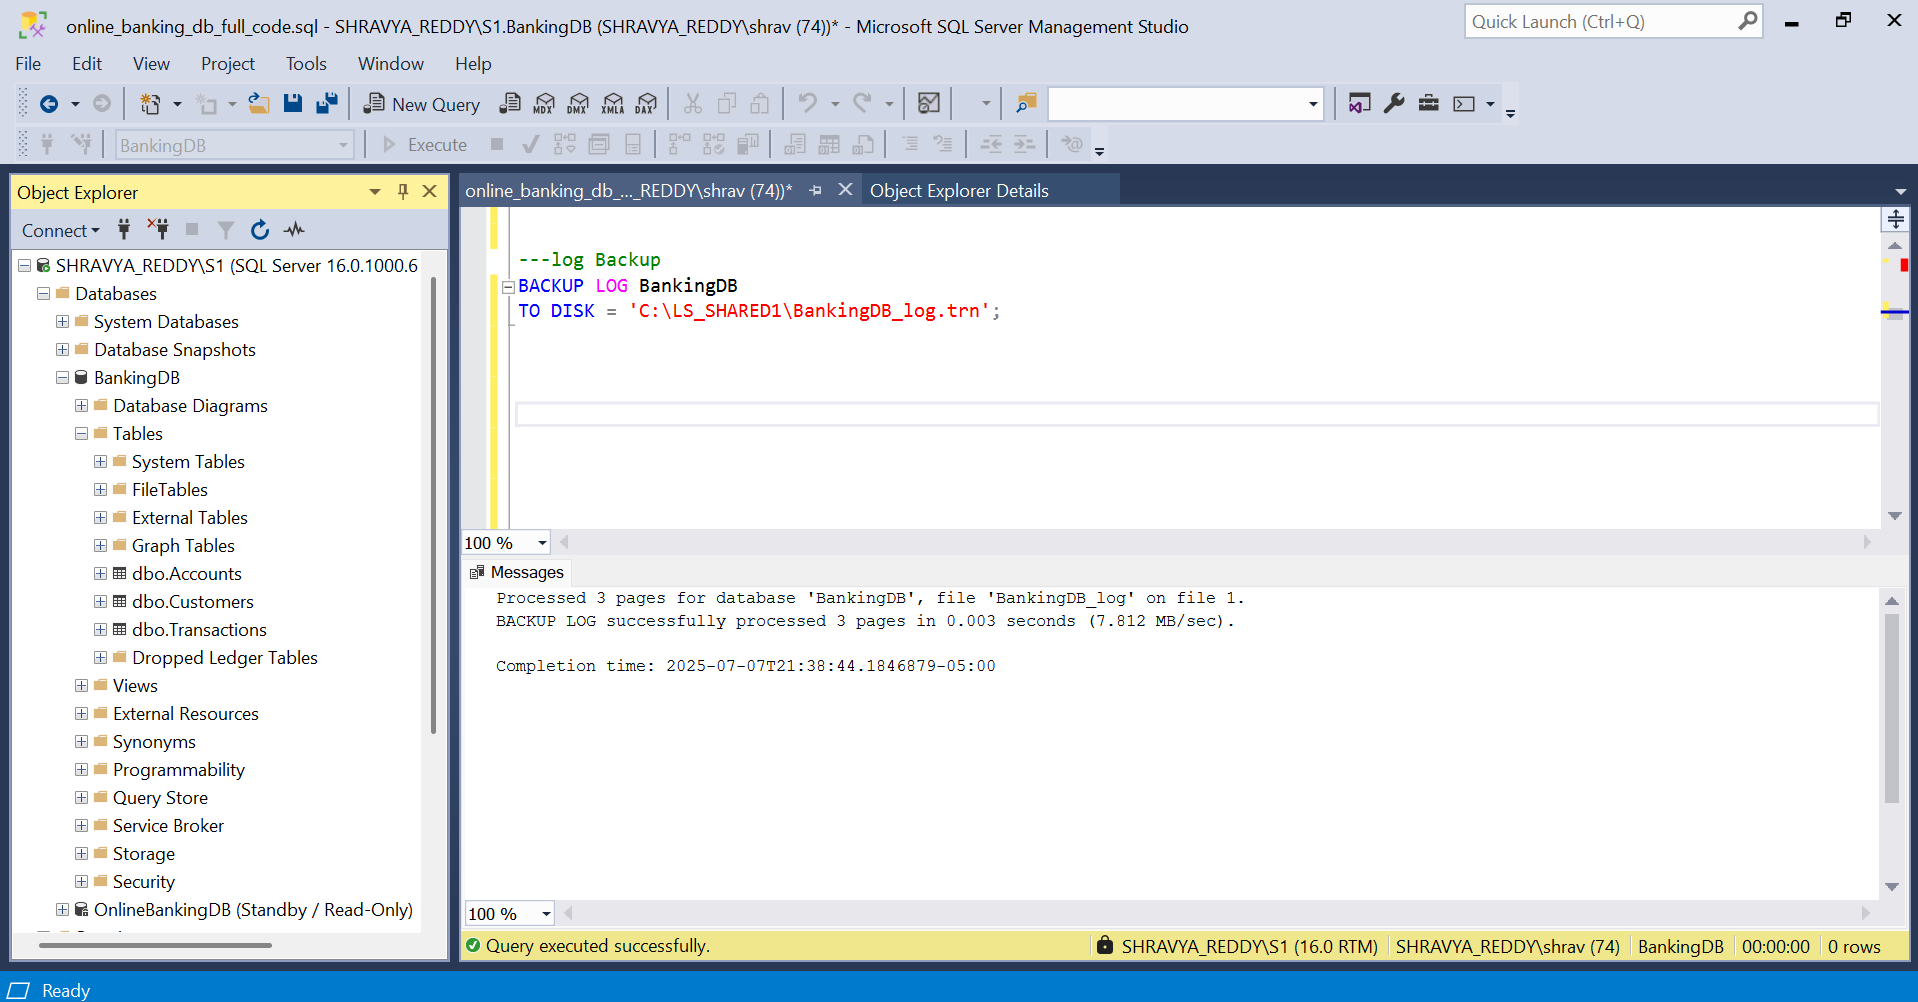 online_banking_db_full_code.sql - SHRAVYA_REDDY\S1.BankingDB (SHRAVYA_REDDY\shrav (74))* - Microsoft SQL Server Management Studio
Quick Launch (Ctrl+Q)
File Edit View Project Tools Window Help
New Query MDX DMX XMLA DAX
BankingDB
Execute
Object Explorer
Connect
SHRAVYA_REDDY\S1 (SQL Server 16.0.1000.6
Databases
System Databases
Database Snapshots
BankingDB
Database Diagrams
Tables
System Tables
FileTables
External Tables
Graph Tables
dbo.Accounts
dbo.Customers
dbo.Transactions
Dropped Ledger Tables
Views
External Resources
Synonyms
Programmability
Query Store
Service Broker
Storage
Security
OnlineBankingDB (Standby / Read-Only)
online_banking_db_..._REDDY\shrav (74))*
Object Explorer Details
---log Backup
BACKUP LOG BankingDB
TO DISK = 'C:\LS_SHARED1\BankingDB_log.trn';
100 %
Messages
Processed 3 pages for database 'BankingDB', file 'BankingDB_log' on file 1.
BACKUP LOG successfully processed 3 pages in 0.003 seconds (7.812 MB/sec).
Completion time: 2025-07-07T21:38:44.1846879-05:00
100 %
Query executed successfully.
SHRAVYA_REDDY\S1 (16.0 RTM)
SHRAVYA_REDDY\shrav (74)
BankingDB
00:00:00
0 rows
Ready